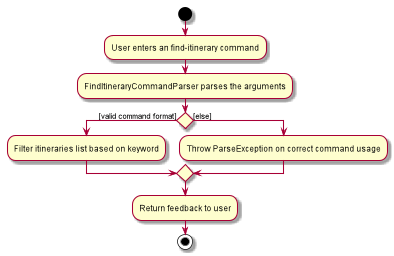 User enters an find-itinerary command
FindItineraryCommandParser parses the arguments
[valid command format]
[else]
Filter itineraries list based on keyword
Throw ParseException on correct command usage
Return feedback to user